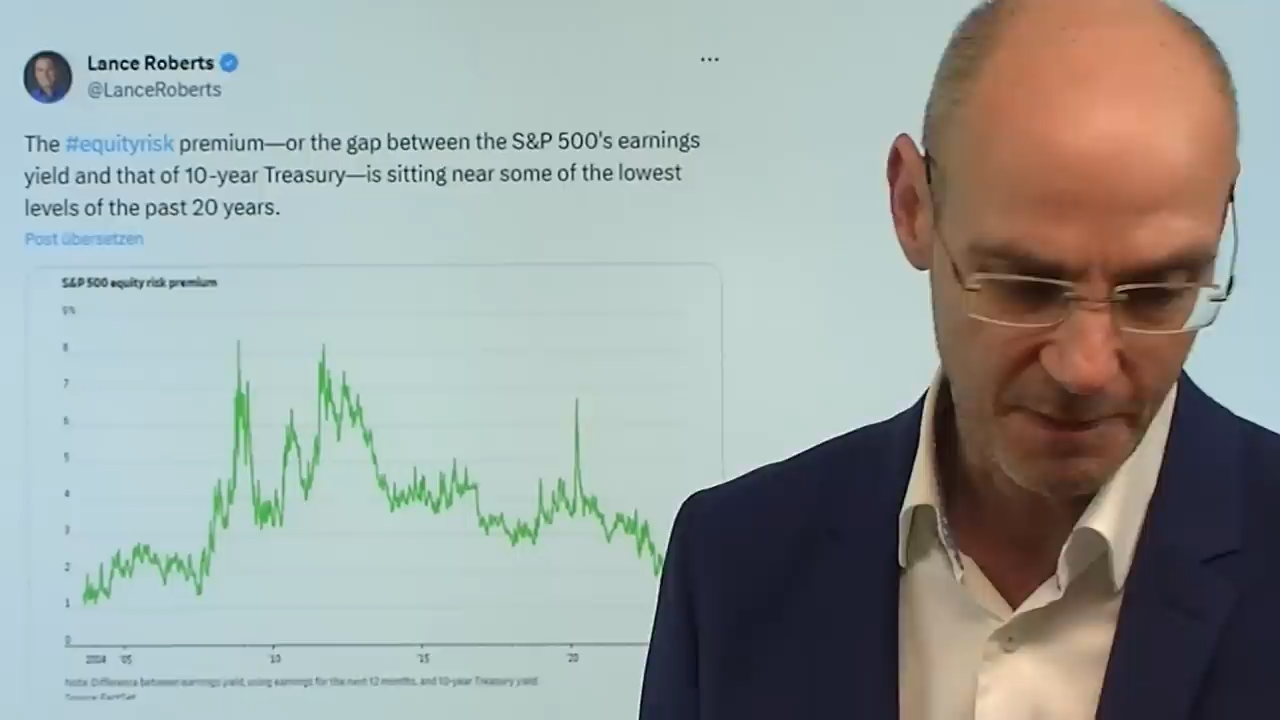 Lance Roberts
@LanceRoberts
The #equityrisk premium—or the gap between the S&P 500's earnings
yield and that of 10-year Treasury—is sitting near some of the lowest
levels of the past 20 years.
Post übersetzen
S&P 500 equity risk premium
9%
8
7
6
5
4
3
2
1
0
2004 '05 '10 '15 '20
Note: Difference between earnings yield, using earnings for the next 12 months, and 10-year Treasury yield
Source: FactSet